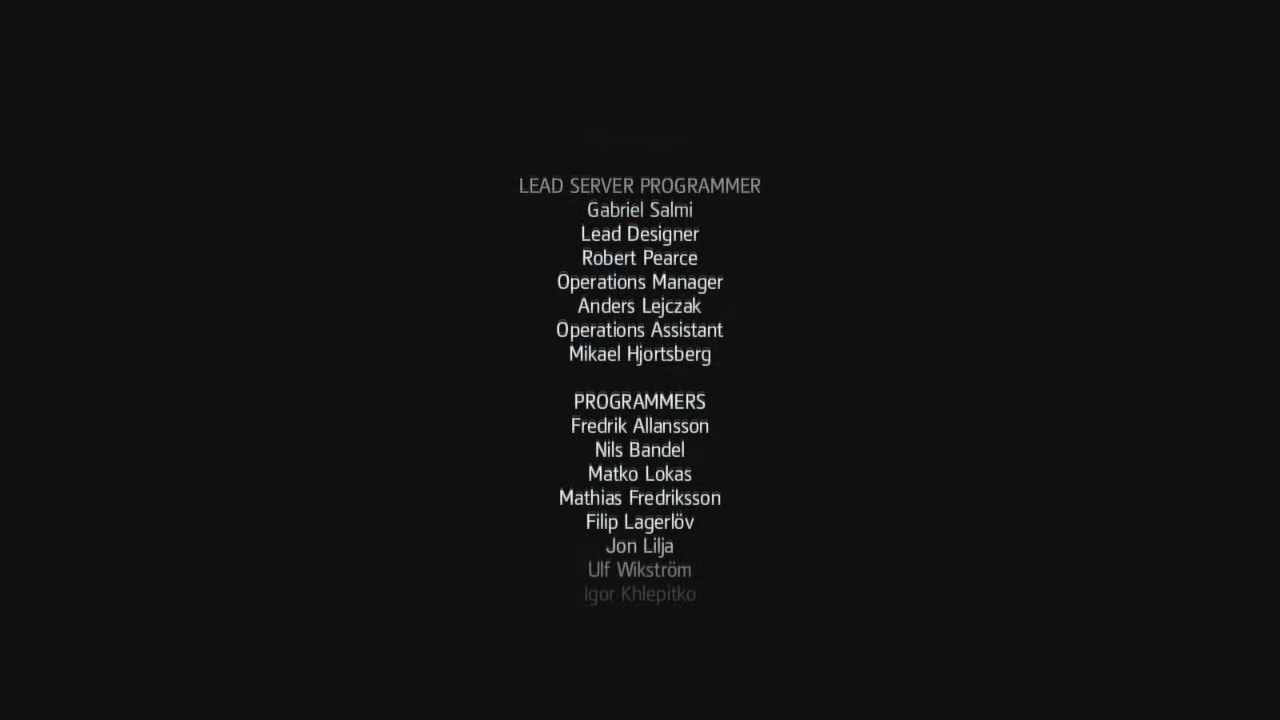 LEAD SERVER PROGRAMMER
Gabriel Salmi
Lead Designer
Robert Pearce
Operations Manager
Anders Lejczak
Operations Assistant
Mikael Hjortsberg
PROGRAMMERS
Fredrik Allansson
Nils Bandel
Matko Lokas
Mathias Fredriksson
Filip Lagerlöv
Jon Lilja
Ulf Wikström
Igor Khlepitko